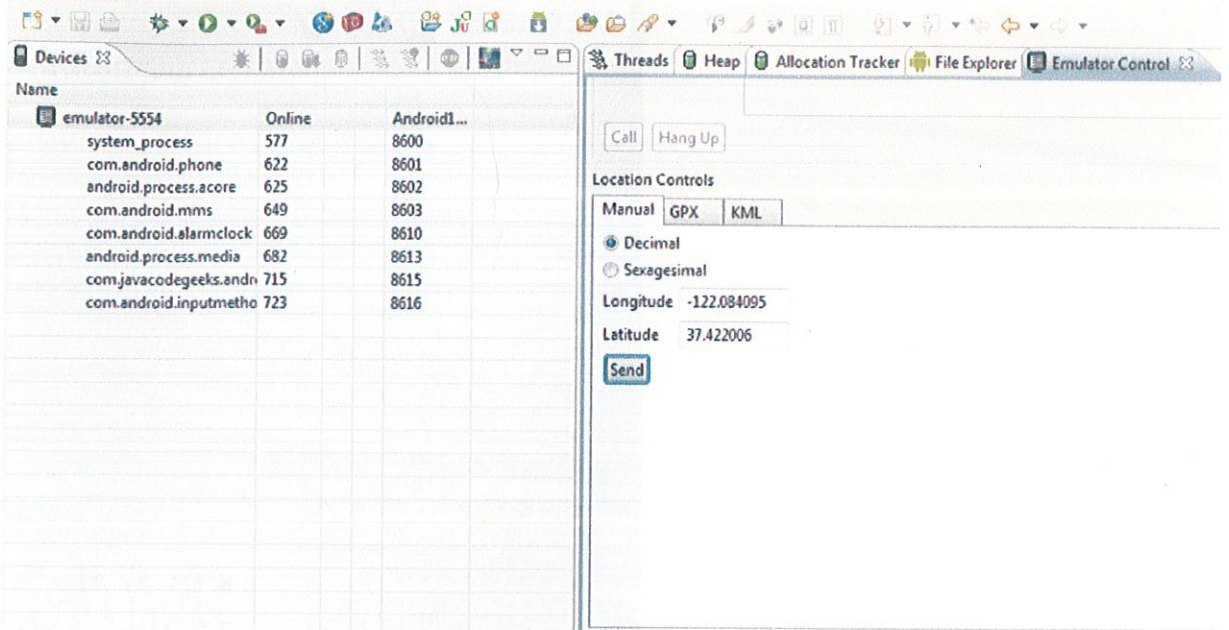 Devices
Threads
Heap
Allocation Tracker
File Explorer
Emulator Control
Name
emulator-5554 Online Android1...
system_process 577 8600
com.android.phone 622 8601
android.process.acore 625 8602
com.android.mms 649 8603
com.android.alarmclock 669 8610
android.process.media 682 8613
com.javacodegeeks.andr 715 8615
com.android.inputmetho 723 8616
Call Hang Up
Location Controls
Manual GPX KML
Decimal
Sexagesimal
Longitude -122.084095
Latitude 37.422006
Send